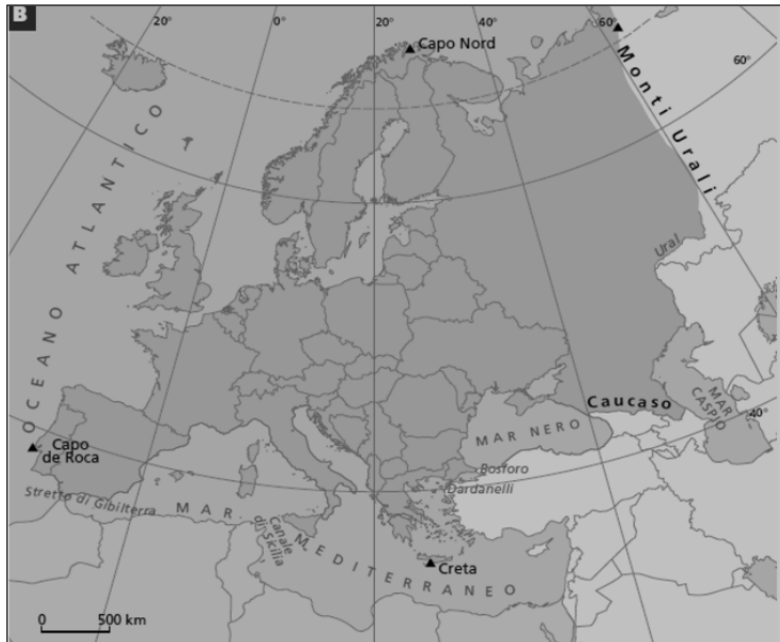 B
20°
0°
20°
40°
60°
60°
Capo Nord
Monti Urali
OCEANO ATLANTICO
Ural
MAR
CASPIO
40°
Caucaso
MAR NERO
Capo
de Roca
Bosforo
Dardanelli
Stretto di Gibilterra
MAR MEDITERRANEO
Canale
di Skilia
Creta
0 500 km